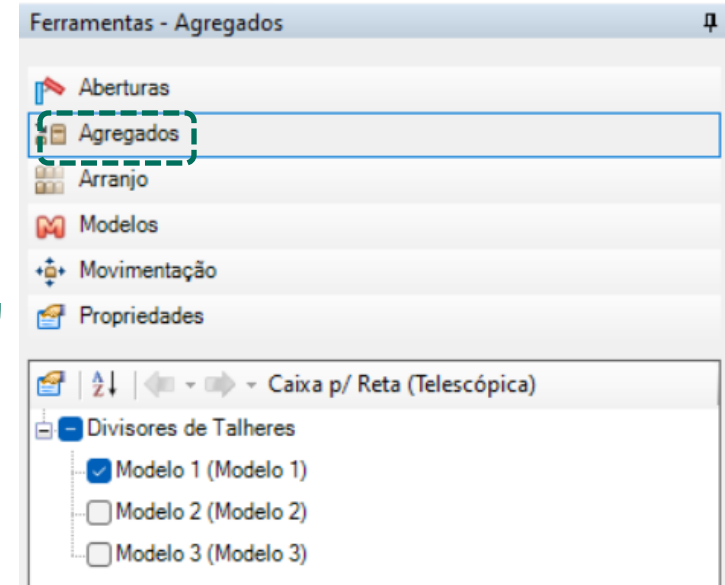 Ferramentas - Agregados
Aberturas
Agregados
Arranjo
Modelos
Movimentação
Propriedades
Caixa p/ Reta (Telescópica)
Divisores de Talheres
Modelo 1 (Modelo 1)
Modelo 2 (Modelo 2)
Modelo 3 (Modelo 3)